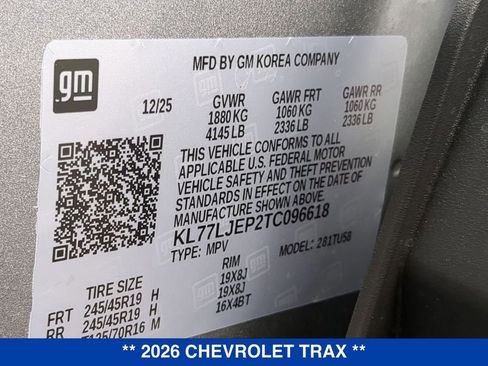 gm
MFD BY GM KOREA COMPANY
12/25 GVWR GAWR FRT GAWR RR
1880 KG 1060 KG 1060 KG
4145 LB 2336 LB 2336 LB
THIS VEHICLE CONFORMS TO ALL
APPLICABLE U.S. FEDERAL MOTOR
VEHICLE SAFETY AND THEFT PREVENTION
STANDARDS IN EFFECT ON THE DATE OF
MANUFACTURE SHOWN ABOVE.
KL77LJEP2TC096618
TYPE: MPV MODEL: 281TU58
TIRE SIZE RIM
FRT 245/45R19 H 19X8J
RR 245/45R19 H 19X8J
T125/70R16 M 16X4BT
** 2026 CHEVROLET TRAX **